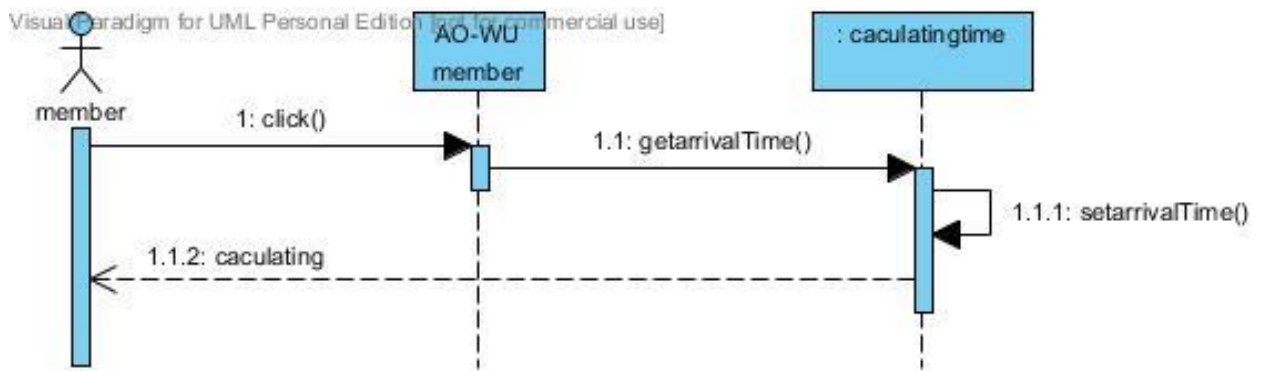 Visual Paradigm for UML Personal Edition [not for commercial use]
member
AO-WU
member
: caculatingtime
1: click()
1.1: getarrivalTime()
1.1.1: setarrivalTime()
1.1.2: caculating